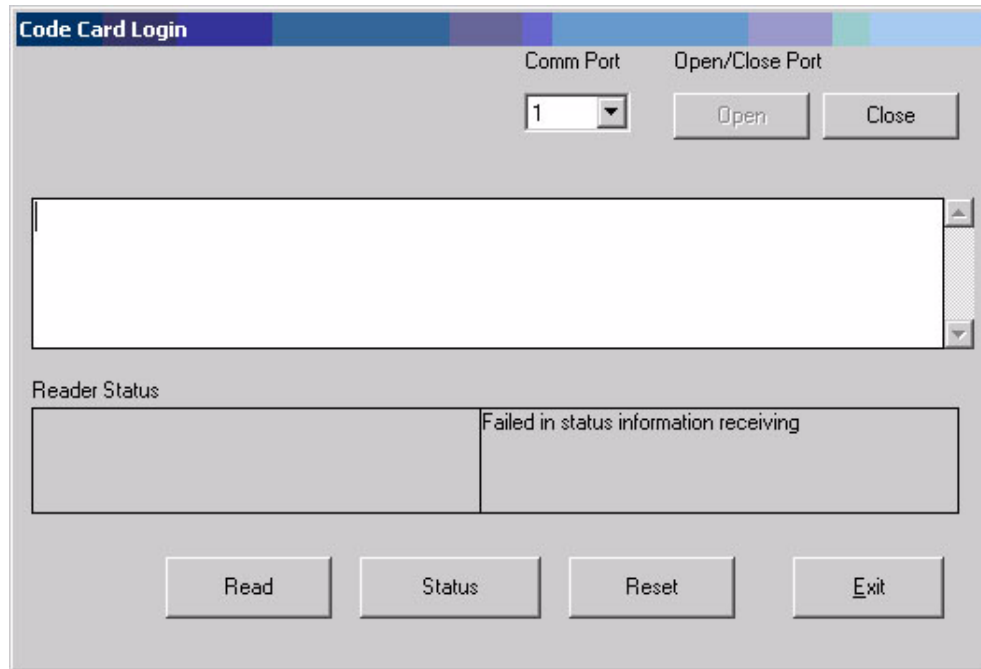 Code Card Login
Comm Port Open/Close Port
1 Open Close
Reader Status
Failed in status information receiving
Read Status Reset Exit